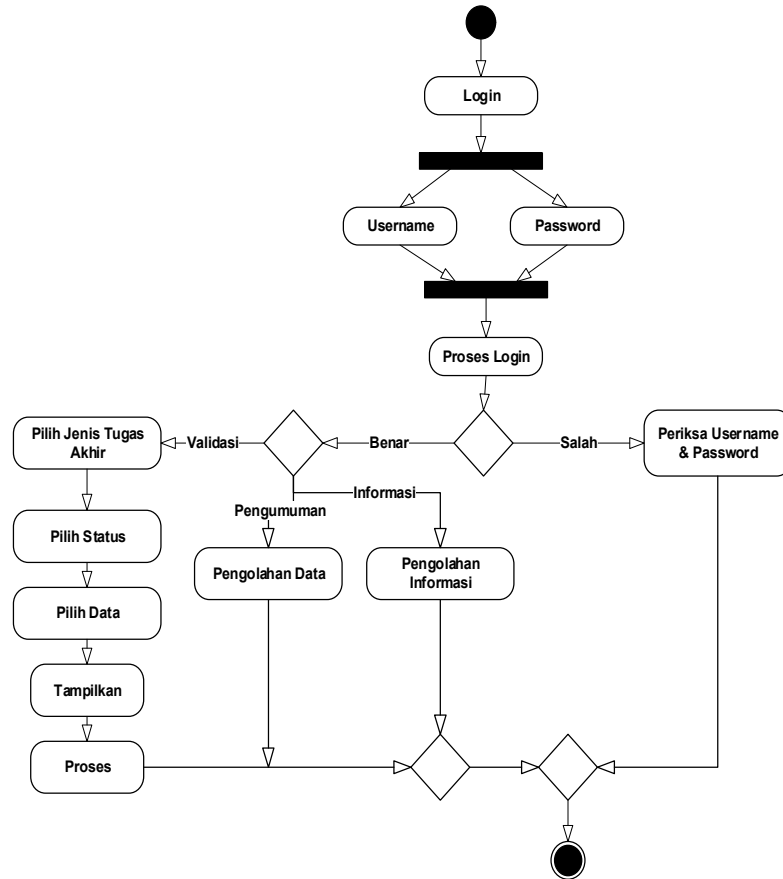 Login
Username
Password
Proses Login
Pilih Jenis Tugas
Akhir
Validasi
Benar
Salah
Periksa Username
& Password
Informasi
Pengumuman
Pilih Status
Pengolahan Data
Pengolahan
Informasi
Pilih Data
Tampilkan
Proses